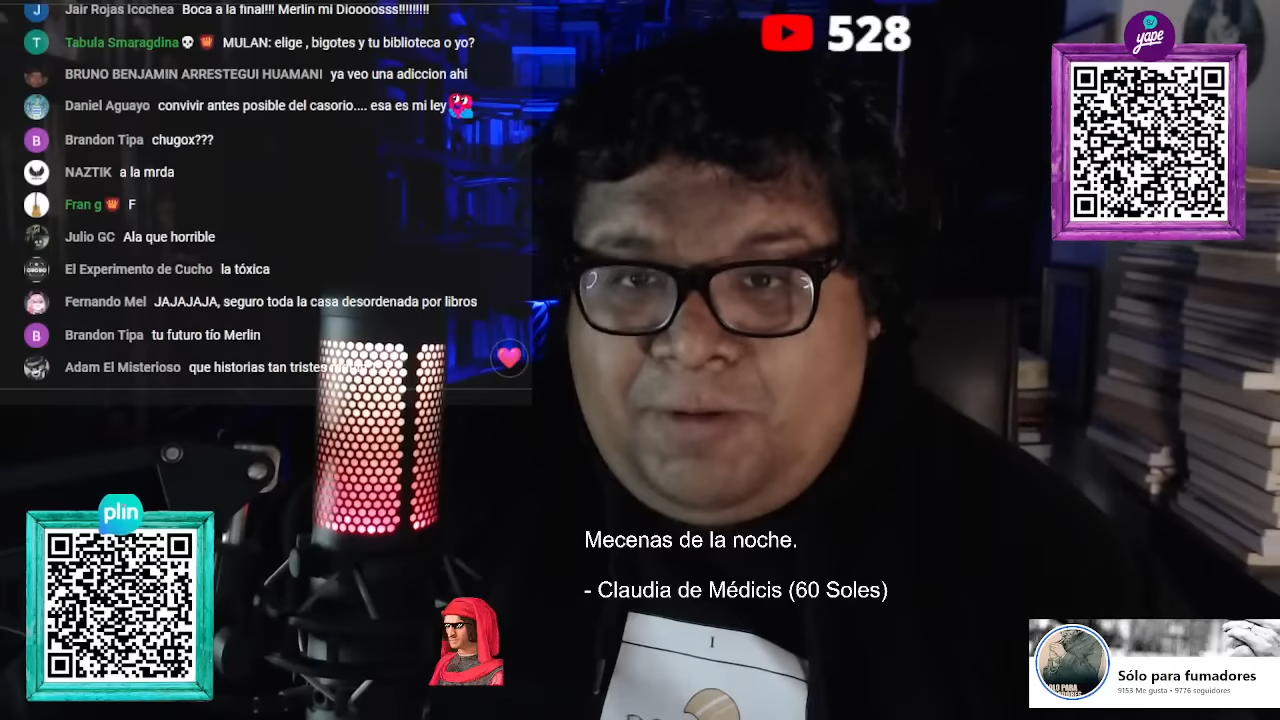 Jair Rojas Icochea Boca a la final!!! Merlin mi Dioooosss!!!!!!!!!
Tabula Smaragdina MULAN: elige , bigotes y tu biblioteca o yo?
BRUNO BENJAMIN ARRESTEGUI HUAMANI ya veo una adiccion ahi
Daniel Aguayo convivir antes posible del casorio.... esa es mi ley
B Brandon Tipa chugox???
NAZTIK a la mrda
Fran g F
Julio GC Ala que horrible
El Experimento de Cucho la tóxica
Fernando Mel JAJAJAJA, seguro toda la casa desordenada por libros
B Brandon Tipa tu futuro tío Merlin
Adam El Misterioso que historias tan tristes
528
yape
plin
Mecenas de la noche.
- Claudia de Médicis (60 Soles)
I
Sólo para fumadores
9153 Me gusta • 9776 seguidores